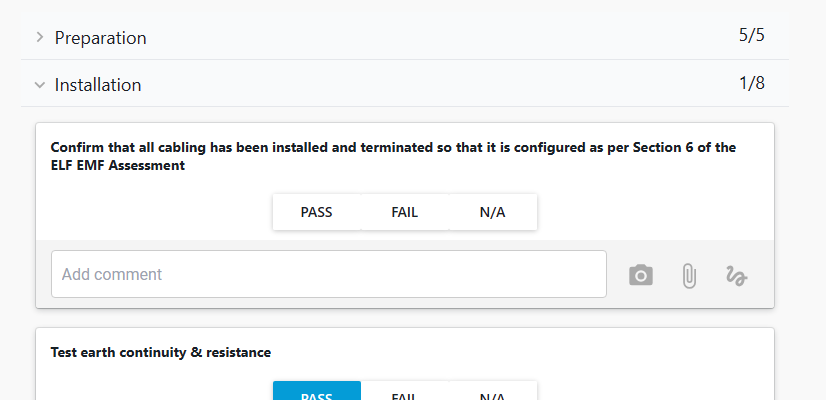 Preparation 5/5
Installation 1/8
Confirm that all cabling has been installed and terminated so that it is configured as per Section 6 of the
ELF EMF Assessment
PASS FAIL N/A
Add comment
Test earth continuity & resistance
PASS FAIL N/A